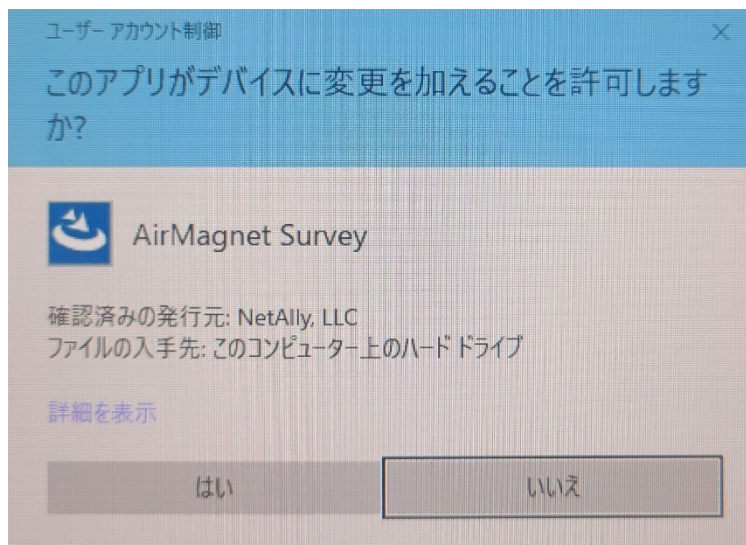 ユーザー アカウント制御
このアプリがデバイスに変更を加えることを許可します
か?
AirMagnet Survey
確認済みの発行元: NetAlly, LLC
ファイルの入手先: このコンピューター上のハード ドライブ
詳細を表示
はい
いいえ